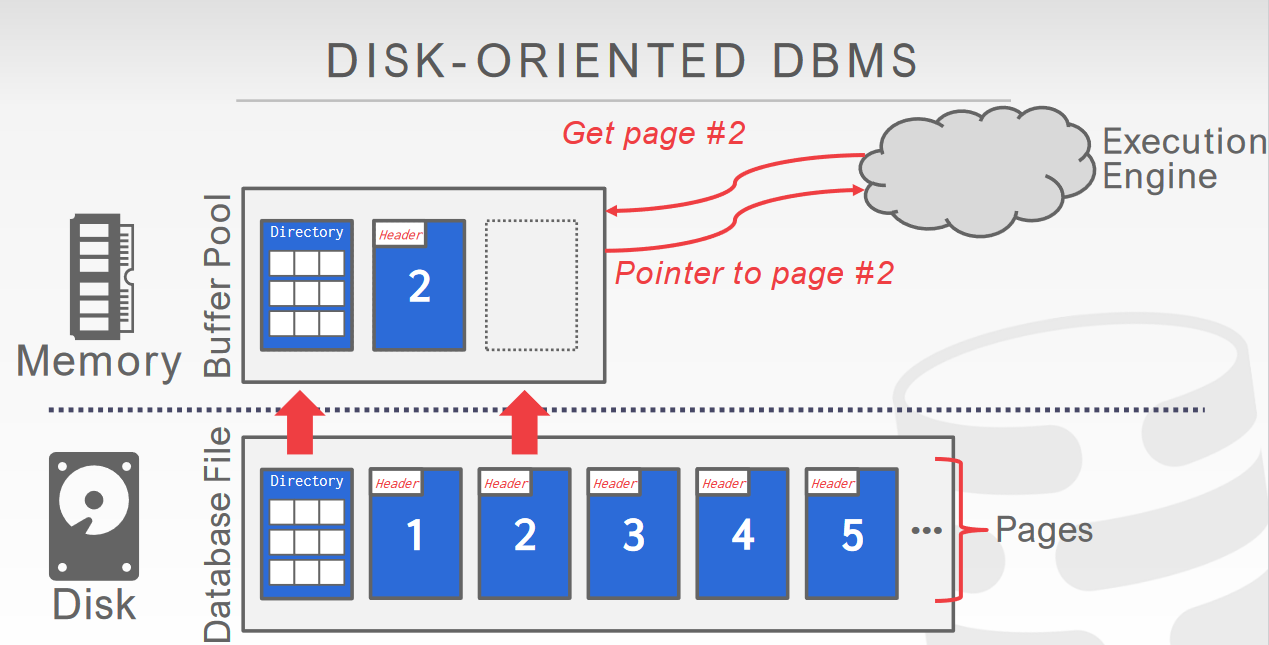 DISK-ORIENTED DBMS
Get page #2
Execution
Engine
Pointer to page #2
Memory
Buffer Pool
Directory
Header
2
Disk
Database File
Directory
Header
1
Header
2
Header
3
Header
4
Header
5
...
Pages